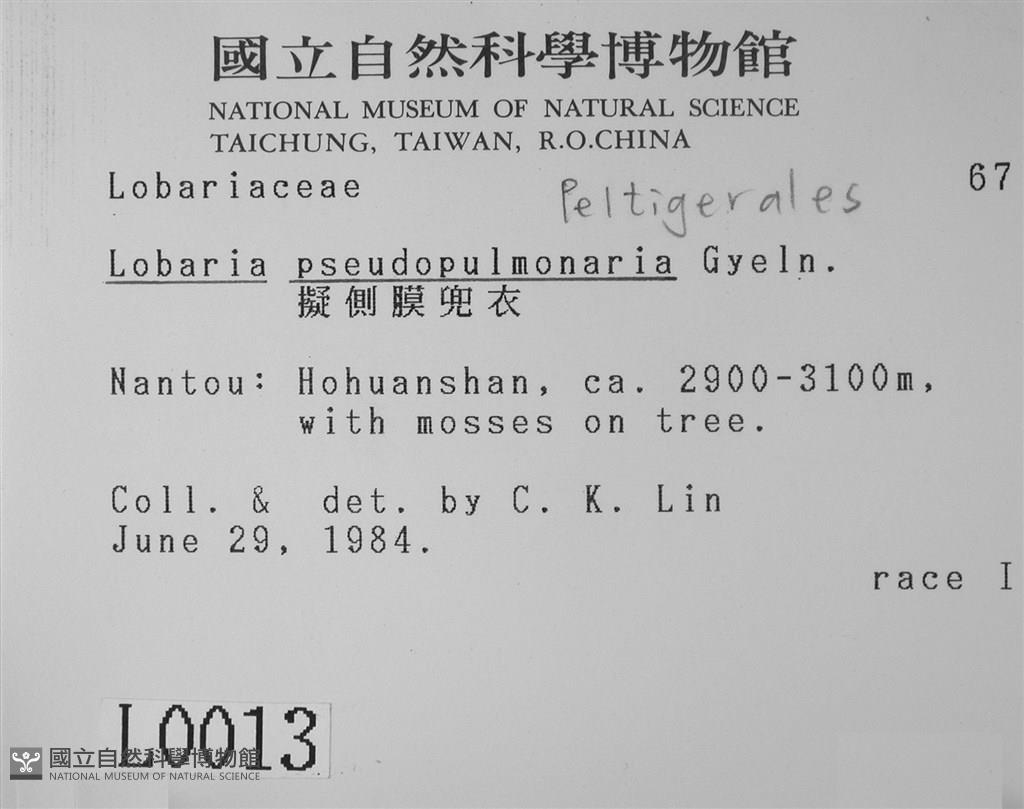 國立自然科學博物館
NATIONAL MUSEUM OF NATURAL SCIENCE
TAICHUNG, TAIWAN, R.O.CHINA
Lobariaceae Peltigerales 67
Lobaria pseudopulmonaria Gyeln.
擬側膜兜衣
Nantou: Hohuanshan, ca. 2900-3100m,
with mosses on tree.
Coll. & det. by C. K. Lin
June 29, 1984.
race I
L0013
國立自然科學博物館
NATIONAL MUSEUM OF NATURAL SCIENCE